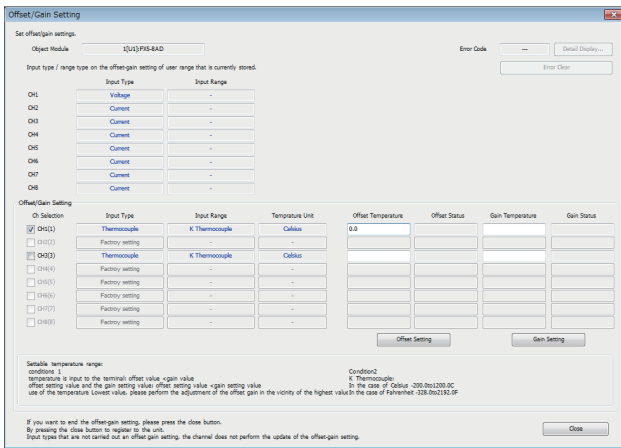 Offset/Gain Setting
Set offset/gain settings.
Object Module 1[U1]:FX5-8AD Error Code --- Detail Display...
Input type / range type on the offset-gain setting of user range that is currently stored. Error Clear
Input Type Input Range
CH1 Voltage -
CH2 Current -
CH3 Current -
CH4 Current -
CH5 Current -
CH6 Current -
CH7 Current -
CH8 Current -
Offset/Gain Setting
Ch Selection Input Type Input Range Temprature Unit Offset Temperature Offset Status Gain Temperature Gain Status
CH1(1) Thermocouple K Thermocouple Celsius 0.0
CH2(2) Factroy setting - -
CH3(3) Thermocouple K Thermocouple Celsius
CH4(4) Factroy setting - -
CH5(5) Factroy setting - -
CH6(6) Factroy setting - -
CH7(7) Factroy setting - -
CH8(8) Factroy setting - -
Offset Setting Gain Setting
Settable temperature range:
conditions 1 Condition2
temperature is input to the terminal: offset value <gain value K Thermocouple:
offset setting value and the gain setting value: offset setting value <gain setting value In the case of Celsius -200.0to1200.0C
use of the temperature Lowest value, please perform the adjustment of the offset gain in the vicinity of the highest value In the case of Fahrenheit -328.0to2192.0F
If you want to end the offset-gain setting, please press the close button.
By pressing the close button to register to the unit. Close
Input types that are not carried out an offset gain setting, the channel does not perform the update of the offset-gain setting.